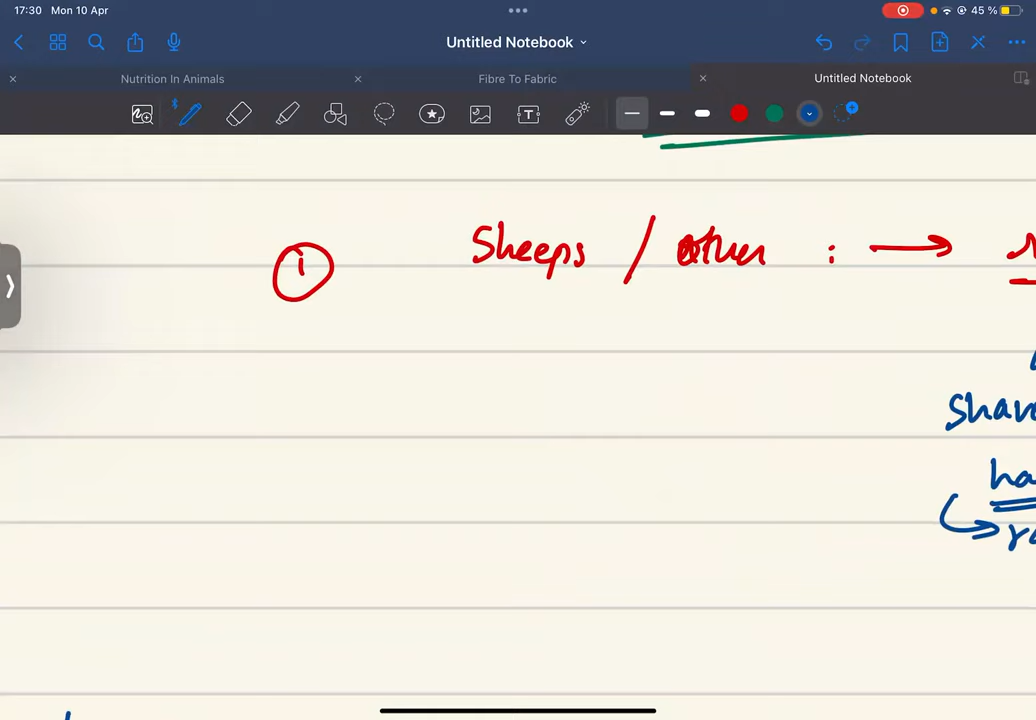 17:30 Mon 10 Apr
45 %
Untitled Notebook
Nutrition In Animals
Fibre To Fabric
Untitled Notebook
① Sheeps / other : →